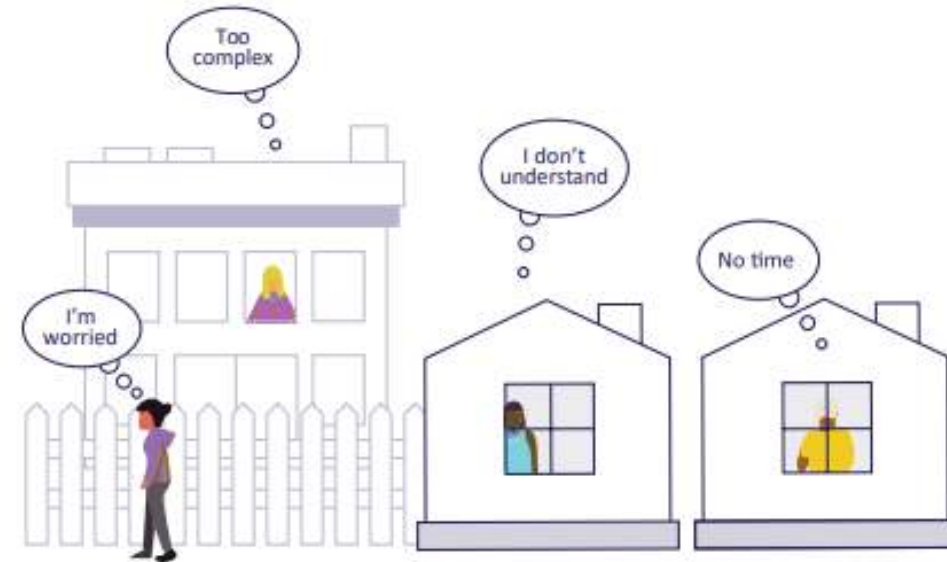 Too
complex
I don't
understand
No time
I'm
worried